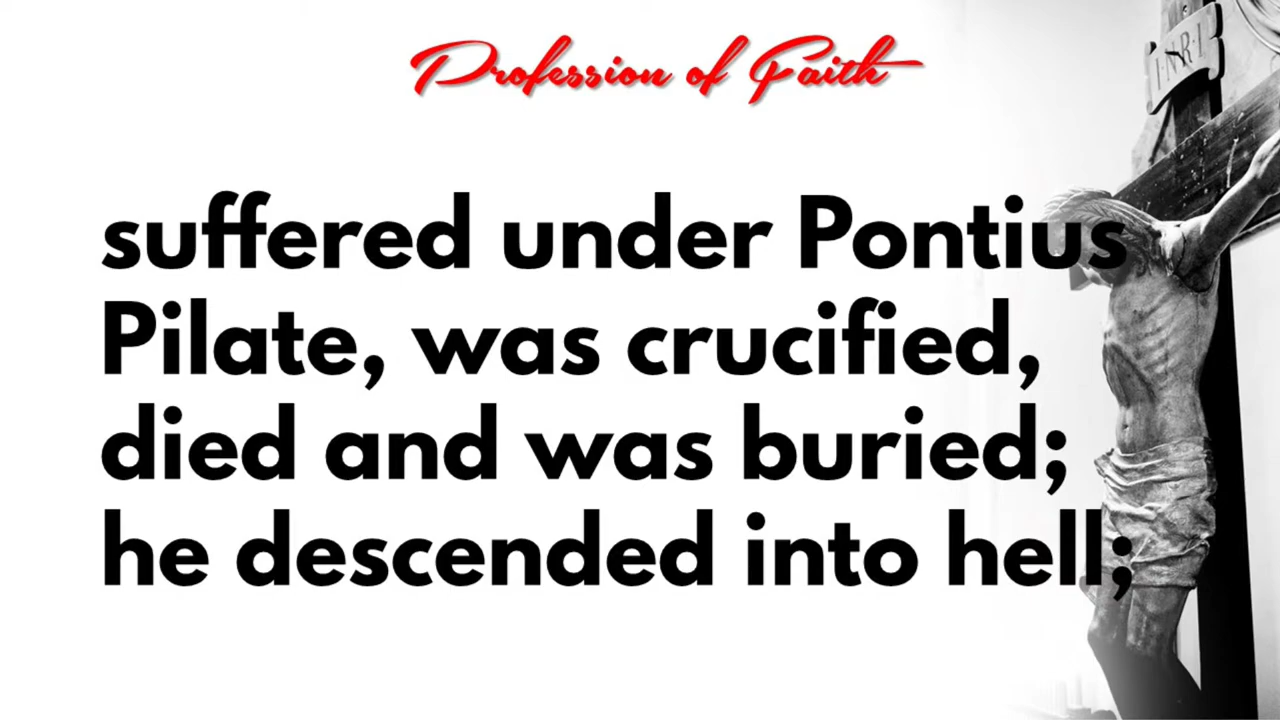 Profession of Faith
I·N·R·I
suffered under Pontius
Pilate, was crucified,
died and was buried;
he descended into hell;